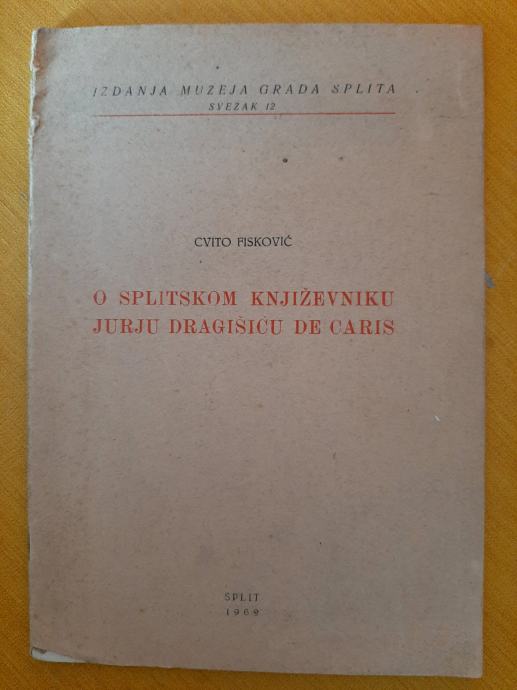 IZDANJA MUZEJA GRADA SPLITA
SVEZAK 12
CVITO FISKOVIĆ
O SPLITSKOM KNJIŽEVNIKU
JURJU DRAGIŠIĆU DE CARIS
SPLIT
1969